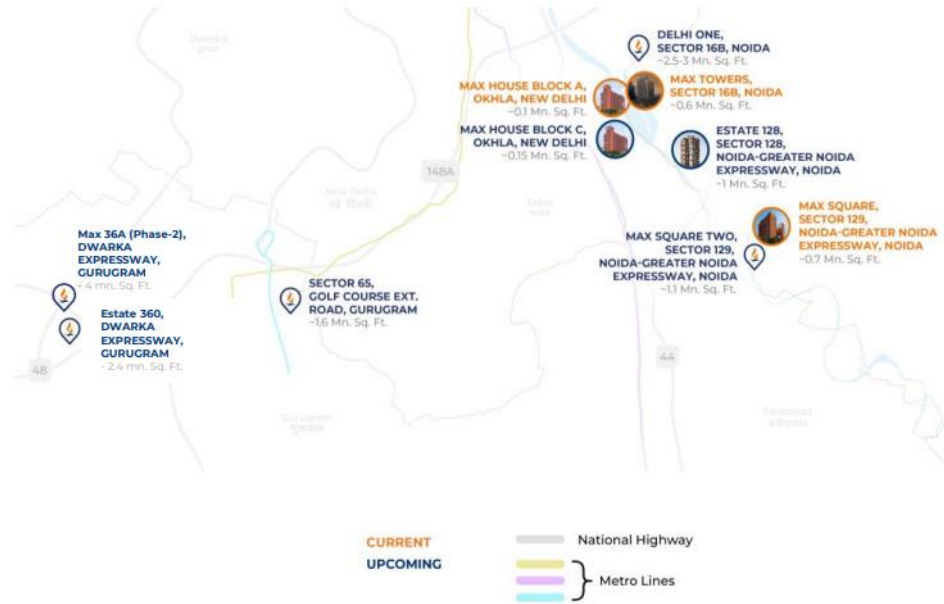 Dwarka
DELHI ONE,
SECTOR 16B, NOIDA
~2.5-3 Mn. Sq. Ft.
MAX HOUSE BLOCK A,
OKHLA, NEW DELHI
~0.1 Mn. Sq. Ft.
MAX TOWERS,
SECTOR 16B, NOIDA
~0.6 Mn. Sq. Ft.
MAX HOUSE BLOCK C,
OKHLA, NEW DELHI
~0.15 Mn. Sq. Ft.
ESTATE 128,
SECTOR 128,
NOIDA-GREATER NOIDA
EXPRESSWAY, NOIDA
~1 Mn. Sq. Ft.
148A
New Delhi
नई दिल्ली
MAX SQUARE,
SECTOR 129,
NOIDA-GREATER NOIDA
EXPRESSWAY, NOIDA
~0.7 Mn. Sq. Ft.
MAX SQUARE TWO,
SECTOR 129,
NOIDA-GREATER NOIDA
EXPRESSWAY, NOIDA
~1.1 Mn. Sq. Ft.
Max 36A (Phase-2),
DWARKA
EXPRESSWAY,
GURUGRAM
- 4 mn. Sq. Ft.
SECTOR 65,
GOLF COURSE EXT.
ROAD, GURUGRAM
~1.6 Mn. Sq. Ft.
Estate 360,
DWARKA
EXPRESSWAY,
GURUGRAM
- 2.4 mn. Sq. Ft.
48
44
Gurugram
गुरुग्राम
Faridabad
CURRENT
UPCOMING
National Highway
Metro Lines